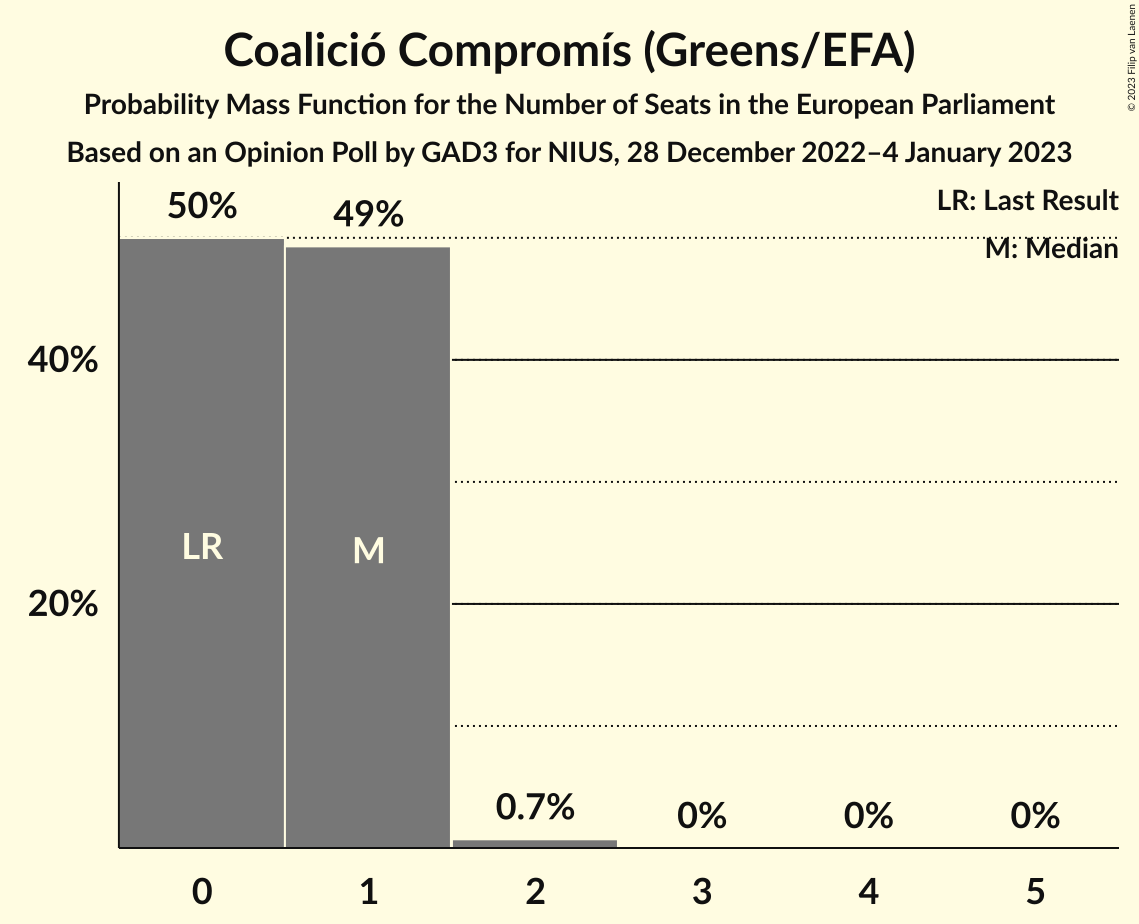 Coalició Compromís (Greens/EFA)
Probability Mass Function for the Number of Seats in the European Parliament
Based on an Opinion Poll by GAD3 for NIUS, 28 December 2022–4 January 2023
© 2023 Filip van Laenen
LR: Last Result
M: Median
50%
49%
40%
LR
M
20%
0.7%
0%
0%
0%
0
1
2
3
4
5